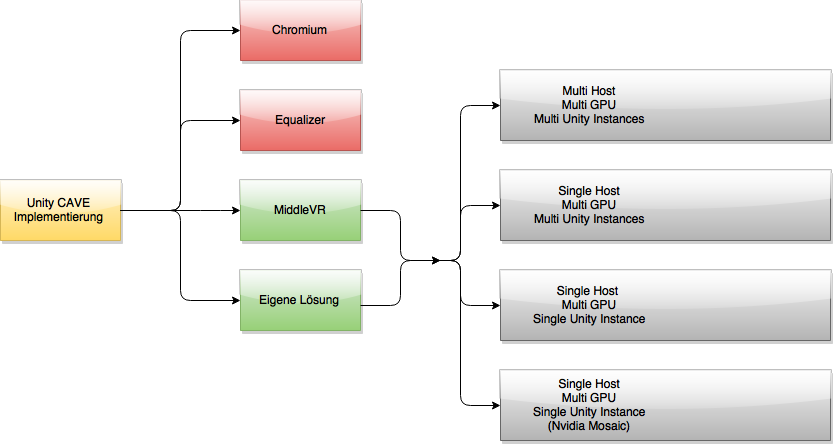 Chromium
Equalizer
Unity CAVE
Implementierung
MiddleVR
Eigene Lösung
Multi Host
Multi GPU
Multi Unity Instances
Single Host
Multi GPU
Multi Unity Instances
Single Host
Multi GPU
Single Unity Instance
Single Host
Multi GPU
Single Unity Instance
(Nvidia Mosaic)